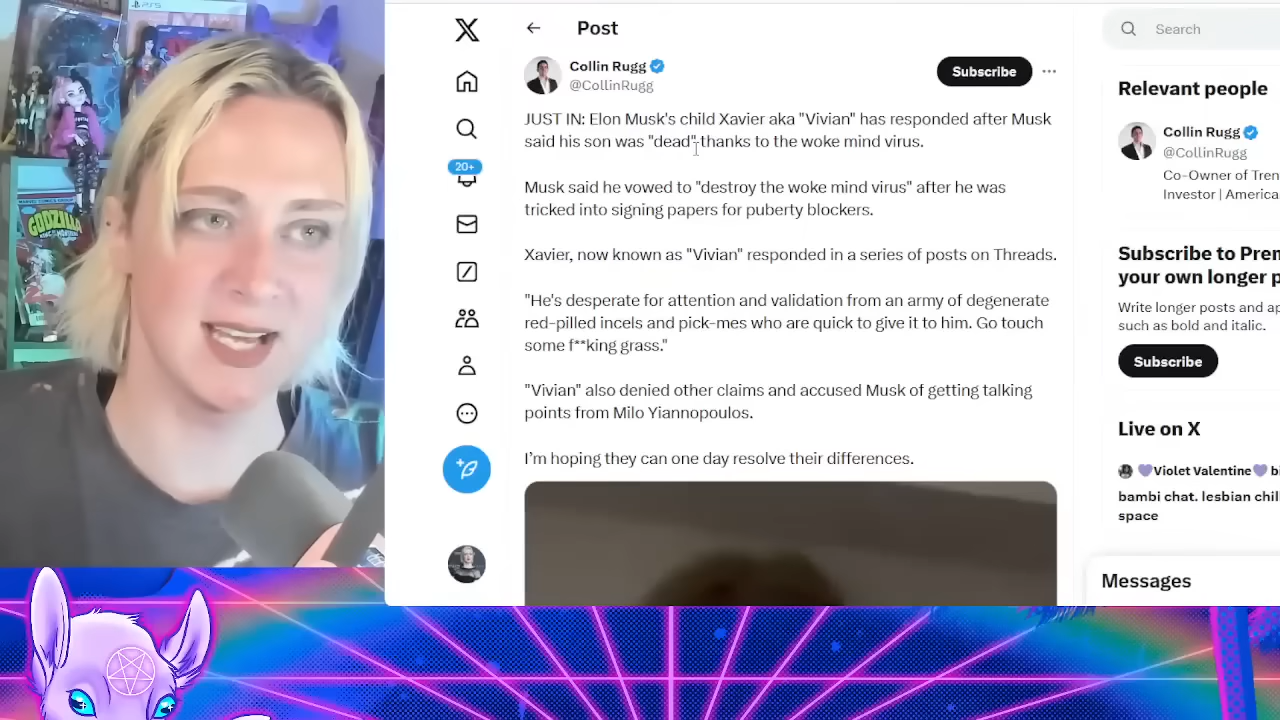 Post
Search
Collin Rugg
@CollinRugg
Subscribe
JUST IN: Elon Musk's child Xavier aka "Vivian" has responded after Musk
said his son was "dead" thanks to the woke mind virus.
Musk said he vowed to "destroy the woke mind virus" after he was
tricked into signing papers for puberty blockers.
Xavier, now known as "Vivian" responded in a series of posts on Threads.
"He's desperate for attention and validation from an army of degenerate
red-pilled incels and pick-mes who are quick to give it to him. Go touch
some f**king grass."
"Vivian" also denied other claims and accused Musk of getting talking
points from Milo Yiannopoulos.
I'm hoping they can one day resolve their differences.
20+
Relevant people
Collin Rugg
@CollinRugg
Co-Owner of Tren
Investor | America
Subscribe to Prem
your own longer p
Write longer posts and ap
such as bold and italic.
Subscribe
Live on X
Violet Valentine bi
bambi chat. lesbian chil
space
Messages
GODZILLA